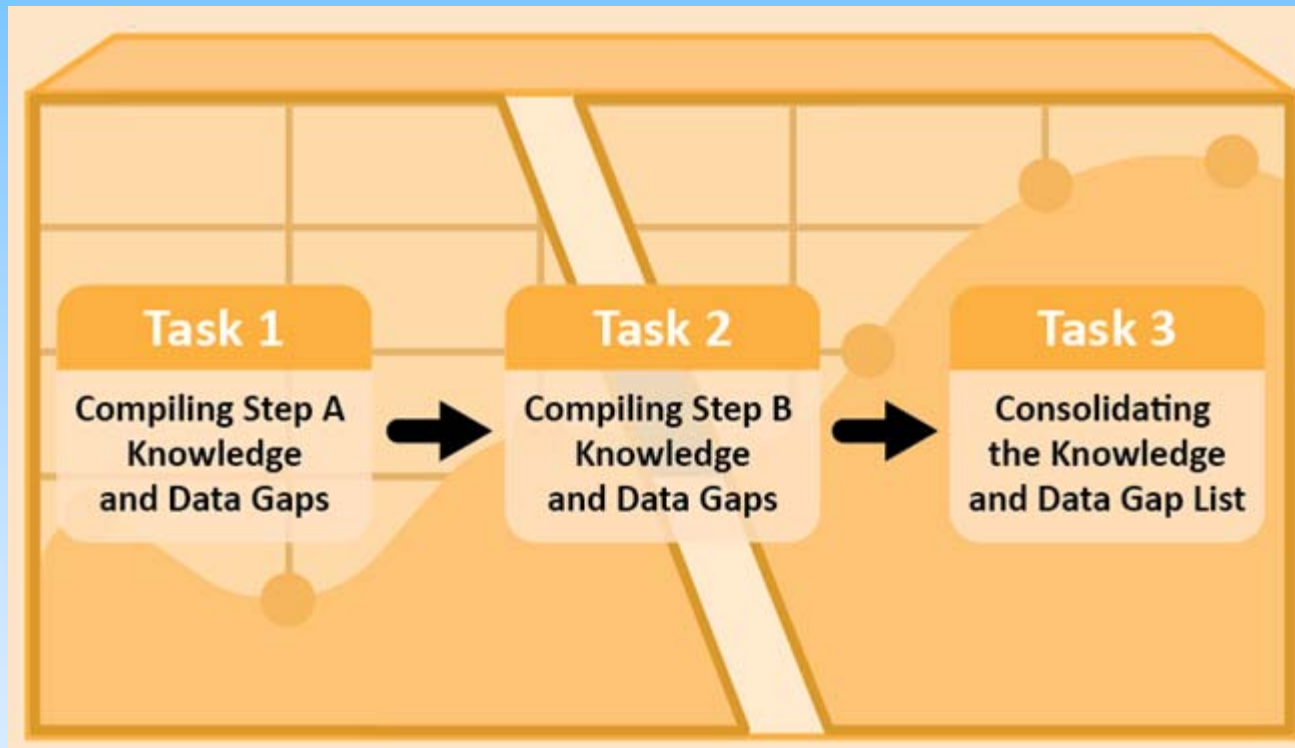 Task 1
Compiling Step A
Knowledge
and Data Gaps
Task 2
Compiling Step B
Knowledge
and Data Gaps
Task 3
Consolidating
the Knowledge
and Data Gap List